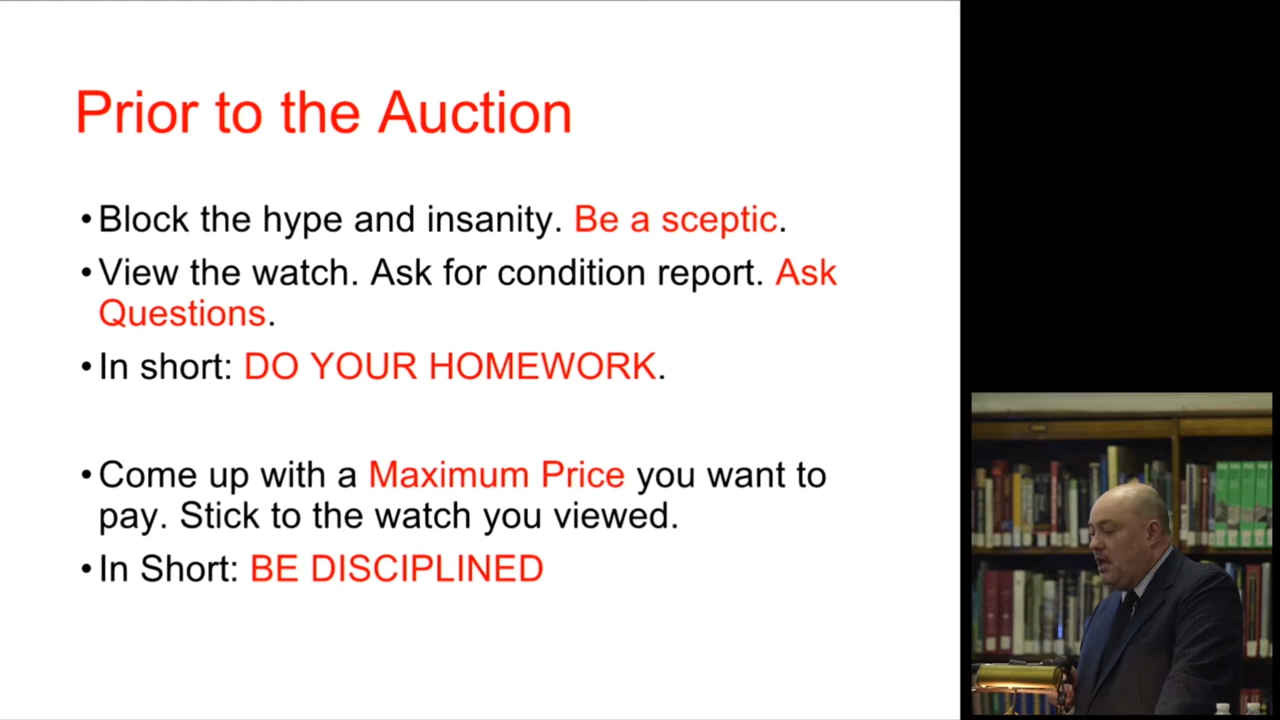 Prior to the Auction
•Block the hype and insanity. Be a sceptic.
•View the watch. Ask for condition report. Ask
Questions.
•In short: DO YOUR HOMEWORK.
•Come up with a Maximum Price you want to
pay. Stick to the watch you viewed.
•In Short: BE DISCIPLINED